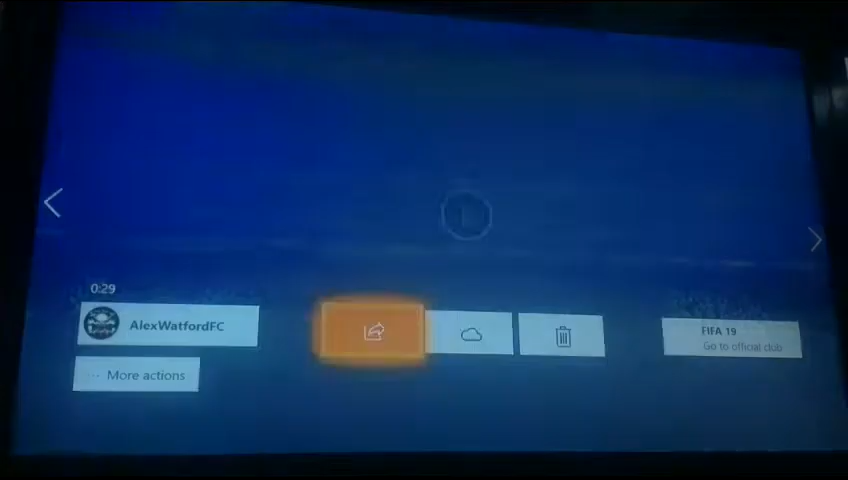 0:29
AlexWatfordFC
FIFA 19
Go to official club
··· More actions